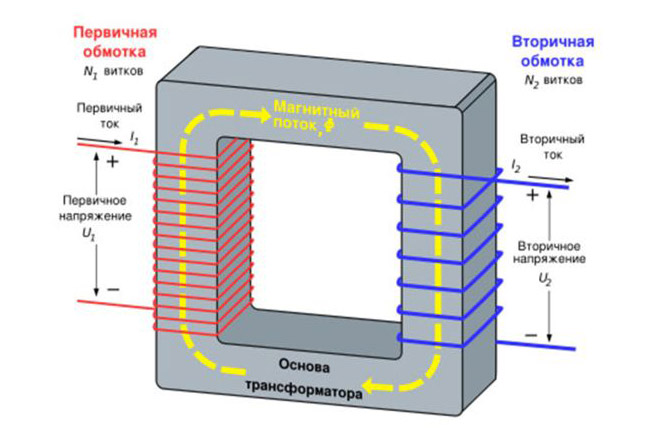 Первичная
обмотка
N₁ витков
Первичный
ток
I₁
+
Первичное
напряжение
U₁
−
Магнитный
поток, Ф
Вторичная
обмотка
N₂ витков
Вторичный
ток
I₂
+
Вторичное
напряжение
U₂
−
Основа
трансформатора